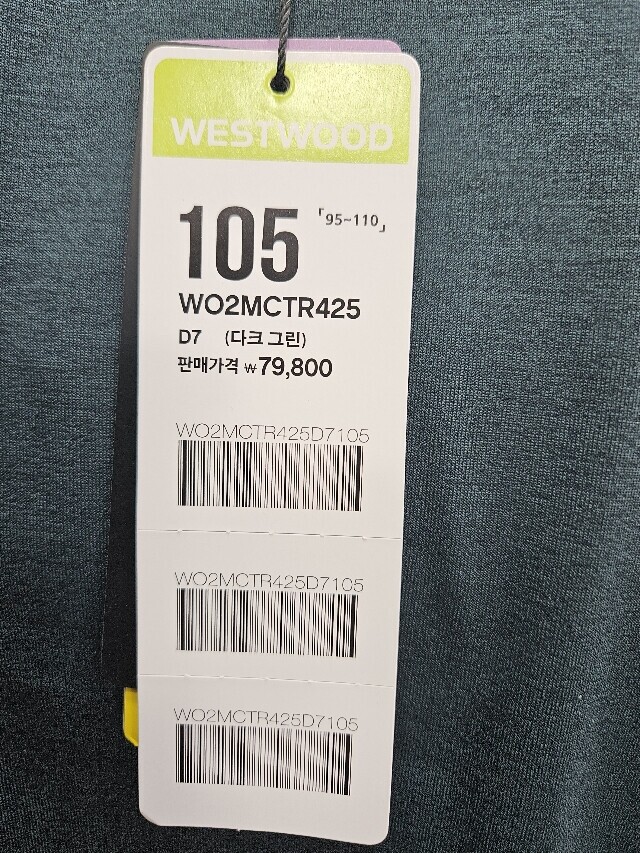 WESTWOOD
105 「95~110」
WO2MCTR425
D7 (다크 그린)
판매가격 ₩79,800
WO2MCTR425D7105
WO2MCTR425D7105
WO2MCTR425D7105